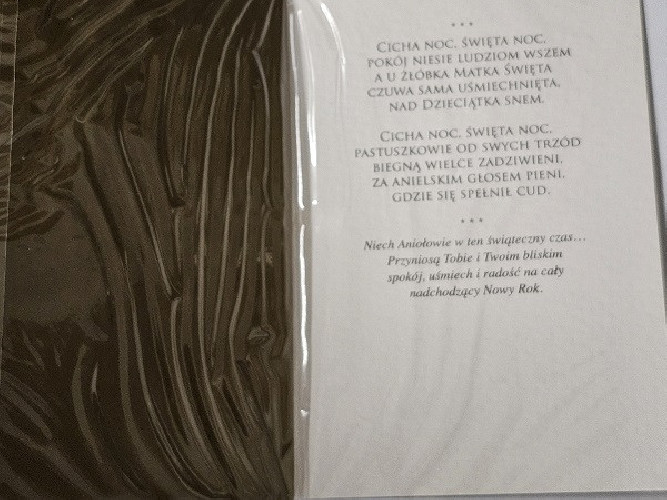 * * *
CICHA NOC, ŚWIĘTA NOC,
POKÓJ NIESIE LUDZIOM WSZEM
A U ŻŁÓBKA MATKA ŚWIĘTA
CZUWA SAMA UŚMIECHNIĘTA,
NAD DZIECIĄTKA SNEM.
CICHA NOC, ŚWIĘTA NOC,
PASTUSZKOWIE OD SWYCH TRZÓD
BIEGNĄ WIELCE ZADZIWIENI,
ZA ANIELSKIM GŁOSEM PIENI,
GDZIE SIĘ SPEŁNIŁ CUD.
* * *
Niech Aniołowie w ten świąteczny czas...
Przyniosą Tobie i Twoim bliskim
spokój, uśmiech i radość na cały
nadchodzący Nowy Rok.